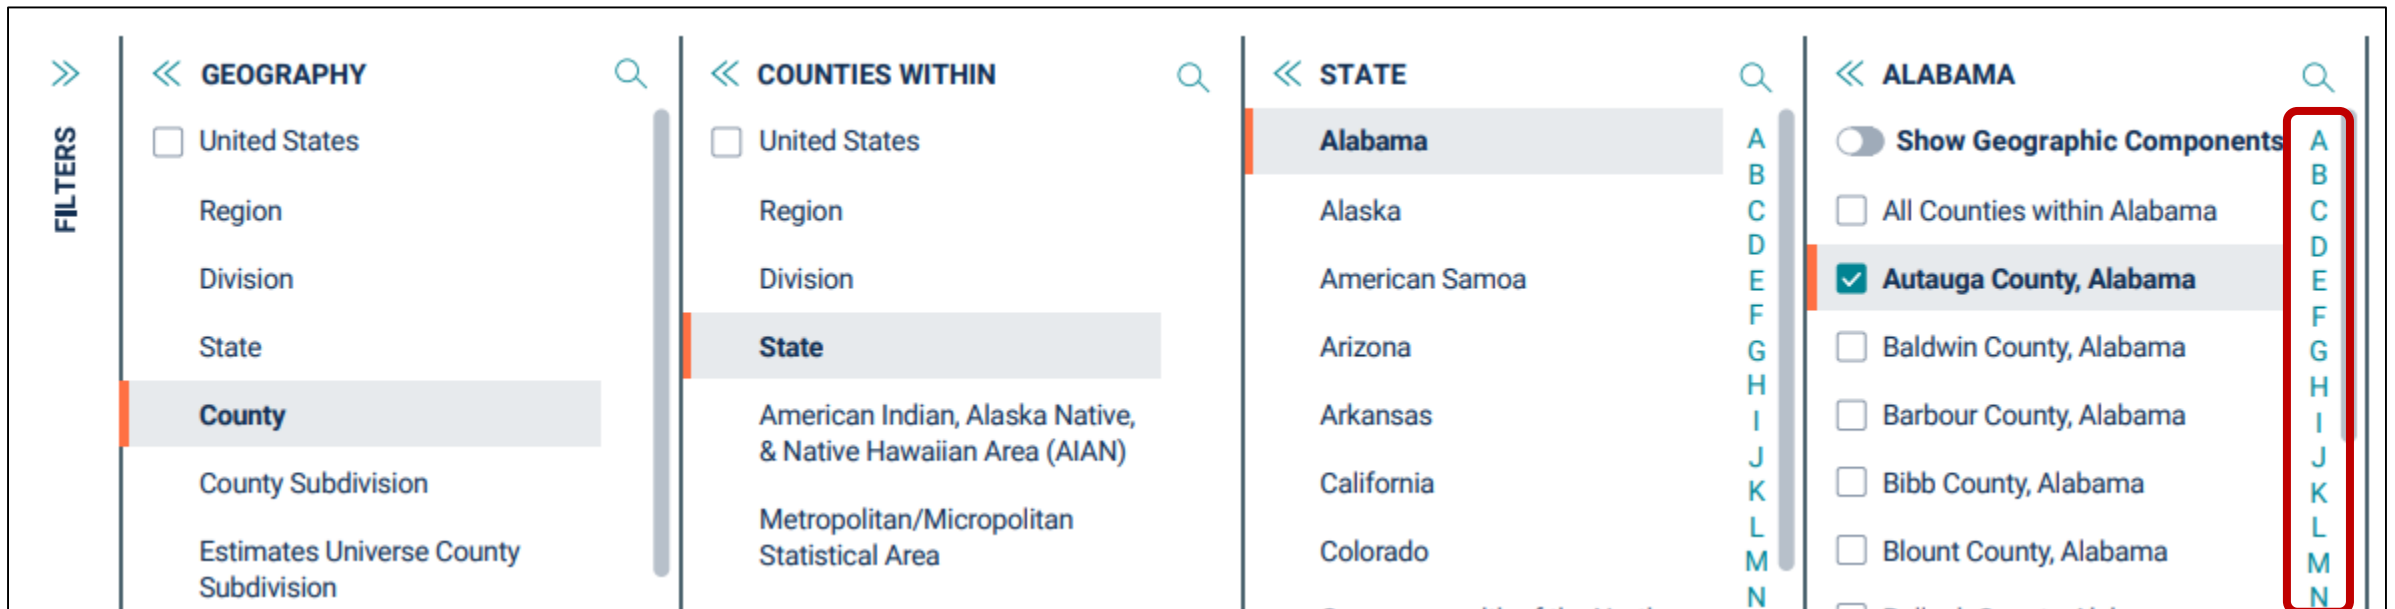 FILTERS
GEOGRAPHY
United States
Region
Division
State
County
County Subdivision
Estimates Universe County
Subdivision
COUNTIES WITHIN
United States
Region
Division
State
American Indian, Alaska Native,
& Native Hawaiian Area (AIAN)
Metropolitan/Micropolitan
Statistical Area
STATE
Alabama
Alaska
American Samoa
Arizona
Arkansas
California
Colorado
A
B
C
D
E
F
G
H
I
J
K
L
M
N
ALABAMA
Show Geographic Components
All Counties within Alabama
Autauga County, Alabama
Baldwin County, Alabama
Barbour County, Alabama
Bibb County, Alabama
Blount County, Alabama
A
B
C
D
E
F
G
H
I
J
K
L
M
N